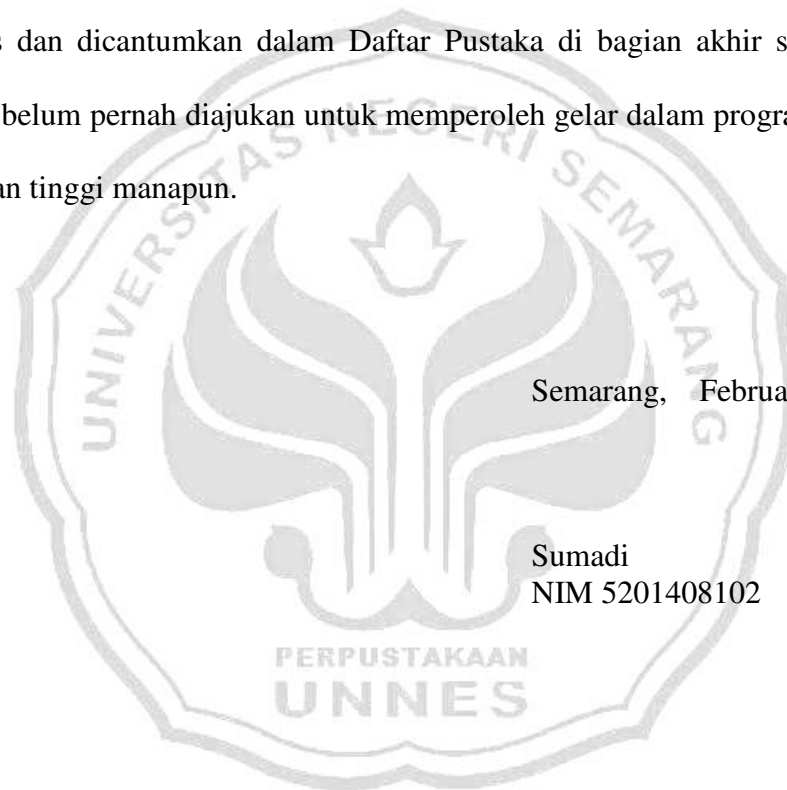 s dan dicantumkan dalam Daftar Pustaka di bagian akhir s
belum pernah diajukan untuk memperoleh gelar dalam progra
an tinggi manapun.
UNIVERSITAS NEGERI SEMARANG
Semarang, Februa
Sumadi
NIM 5201408102
PERPUSTAKAAN
UNNES